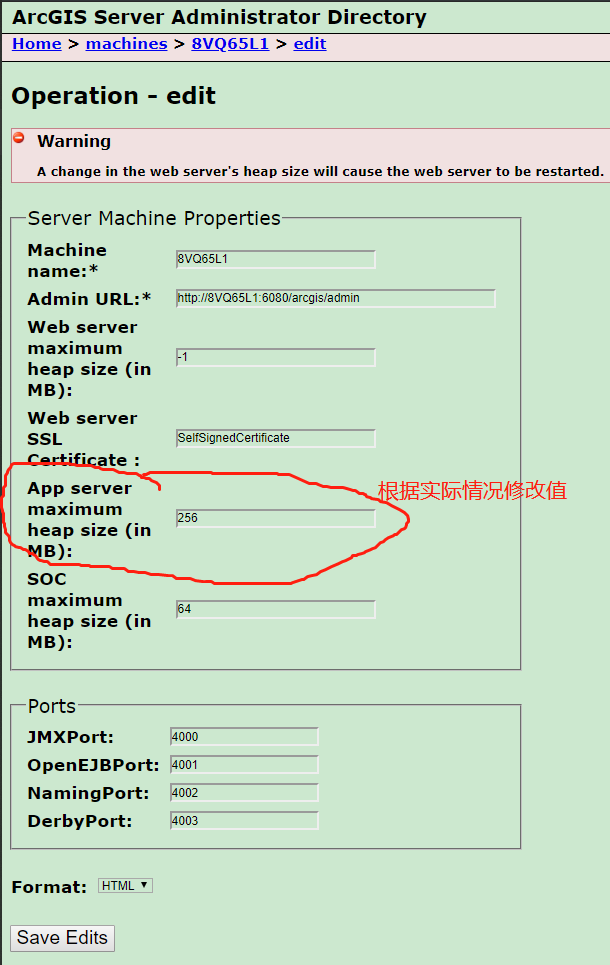 ArcGIS Server Administrator Directory
Home > machines > 8VQ65L1 > edit
Operation - edit
Warning
A change in the web server's heap size will cause the web server to be restarted.
Server Machine Properties
Machine
name:*
8VQ65L1
Admin URL:*
http://8VQ65L1:6080/arcgis/admin
Web server
maximum
heap size (in
MB):
-1
Web server
SSL
Certificate :
SelfSignedCertificate
App server
maximum
heap size (in
MB):
256
根据实际情况修改值
SOC
maximum
heap size (in
MB):
64
Ports
JMXPort:
4000
OpenEJBPort:
4001
NamingPort:
4002
DerbyPort:
4003
Format:
HTML
Save Edits